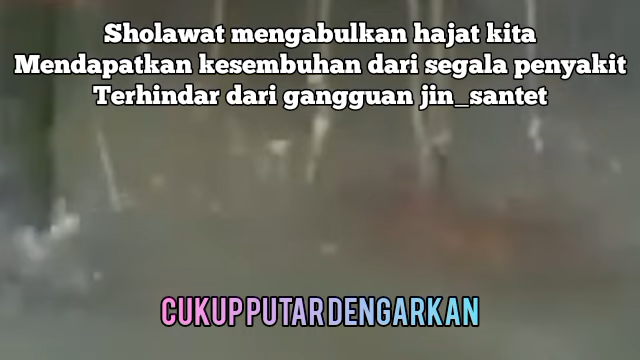 Sholawat mengabulkan hajat kita
Mendapatkan kesembuhan dari segala penyakit
Terhindar dari gangguan jin_santet
CUKUP PUTAR DENGARKAN